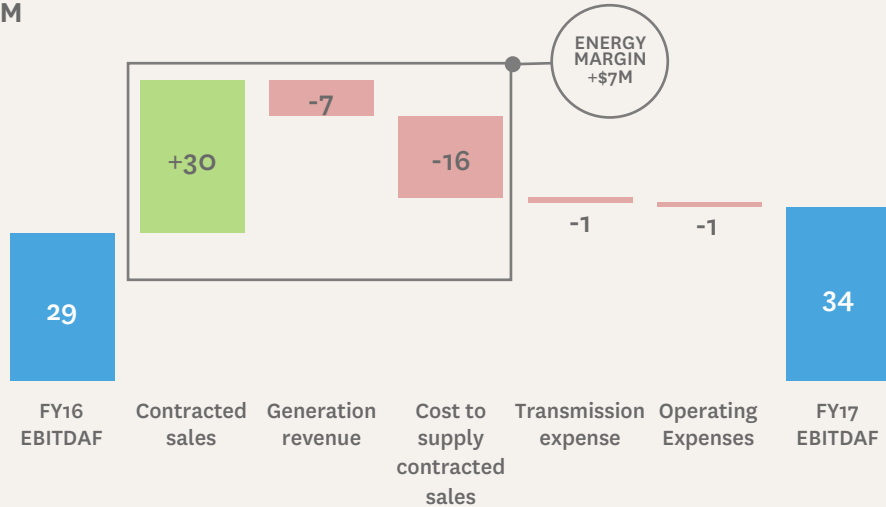 M
ENERGY
MARGIN
+$7M
+30
-7
-16
-1
-1
29
34
FY16
EBITDAF
Contracted
sales
Generation
revenue
Cost to
supply
contracted
sales
Transmission
expense
Operating
Expenses
FY17
EBITDAF